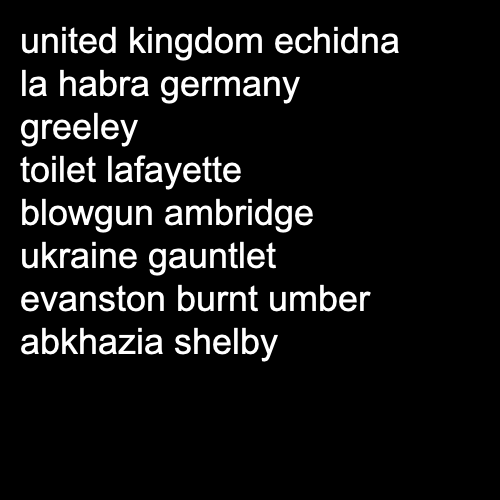 united kingdom echidna
la habra germany
greeley
toilet lafayette
blowgun ambridge
ukraine gauntlet
evanston burnt umber
abkhazia shelby